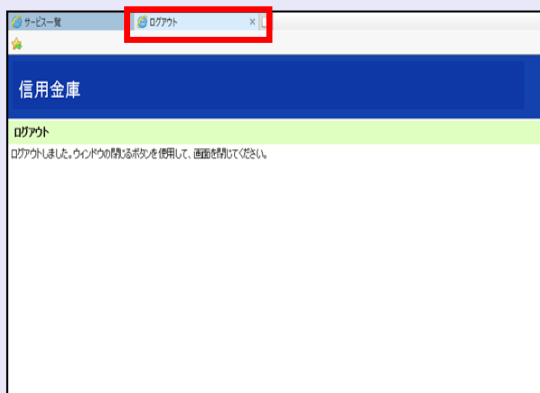 サービス一覧
ログアウト
信用金庫
ログアウト
ログアウトしました。ウィンドウの閉じるボタンを使用して、画面を閉じてください。